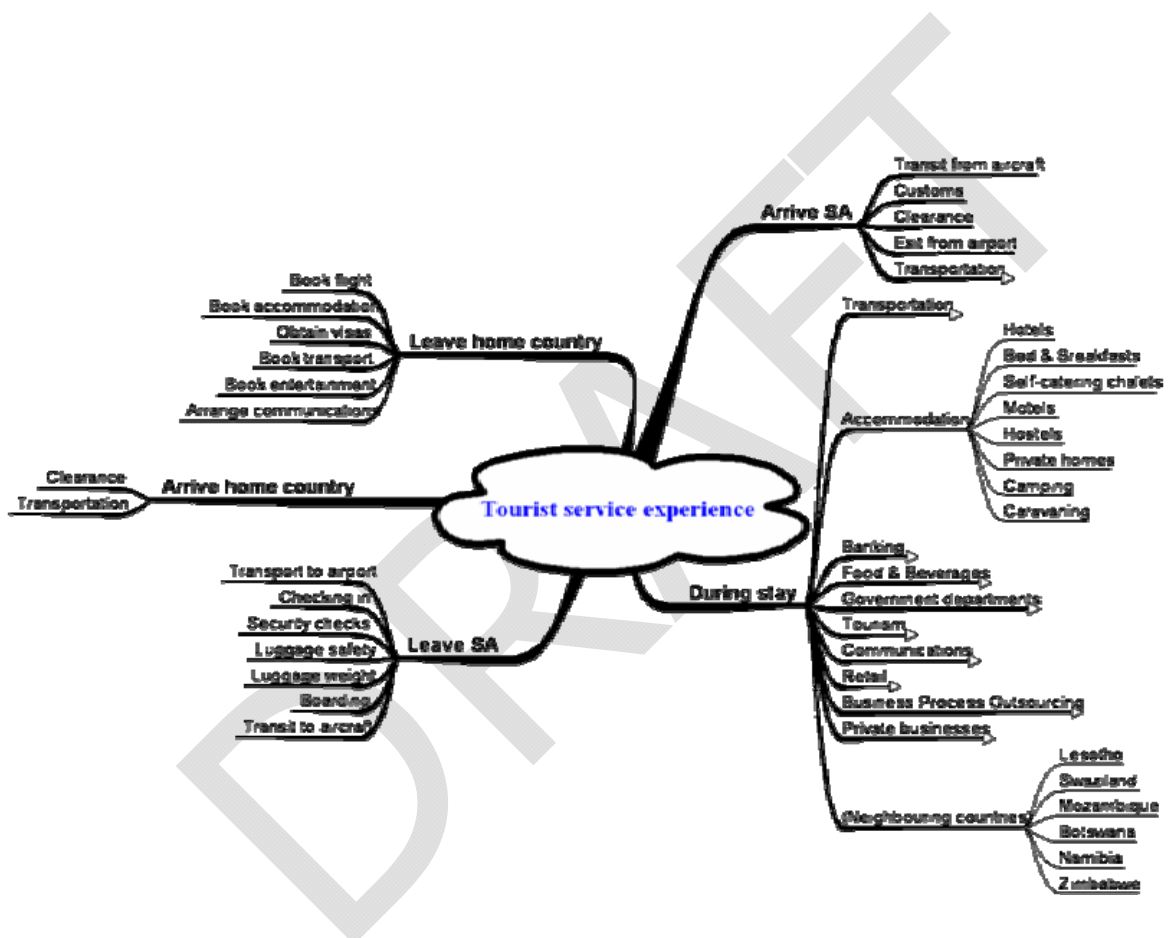 DRAFT
Tourist service experience
Leave home country
Book flight
Book accommodation
Obtain visas
Book transport
Book entertainment
Arrange communications
Arrive SA
Transit from aircraft
Customs
Clearance
Exit from airport
Transportation
During stay
Transportation
Accommodation
Hotels
Bed & Breakfasts
Self-catering chalets
Motels
Hostels
Private homes
Camping
Caravaning
Banking
Food & Beverages
Government departments
Tourism
Communications
Retail
Business Process Outsourcing
Private businesses
(Neighbouring countries)
Lesotho
Swaziland
Mozambique
Botswana
Namibia
Zimbabwe
Leave SA
Transport to airport
Checking in
Security checks
Luggage safety
Luggage weight
Boarding
Transit to aircraft
Arrive home country
Clearance
Transportation